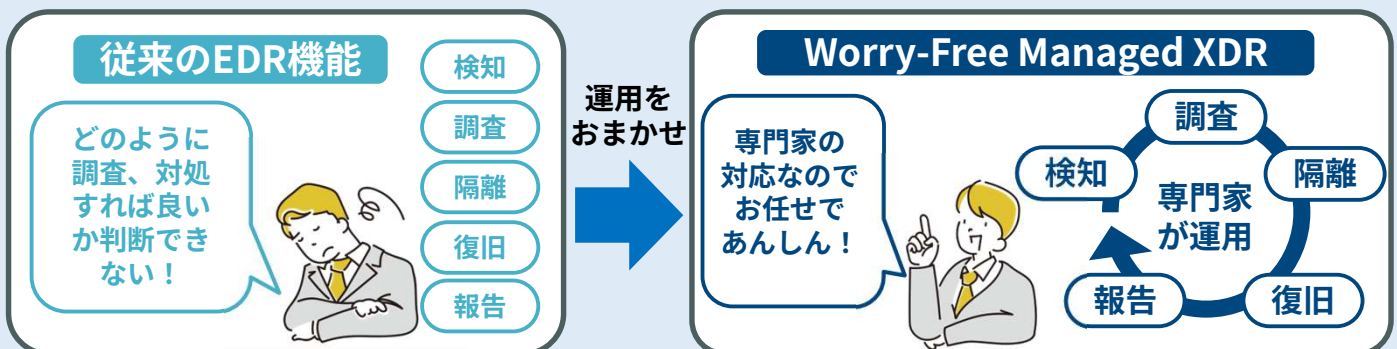 従来のEDR機能
どのように
調査、対処
すれば良い
か判断でき
ない！
検知
調査
隔離
復旧
報告
運用を
おまかせ
Worry-Free Managed XDR
専門家の
対応なので
お任せで
あんしん！
調査
検知
隔離
専門家
が運用
報告
復旧